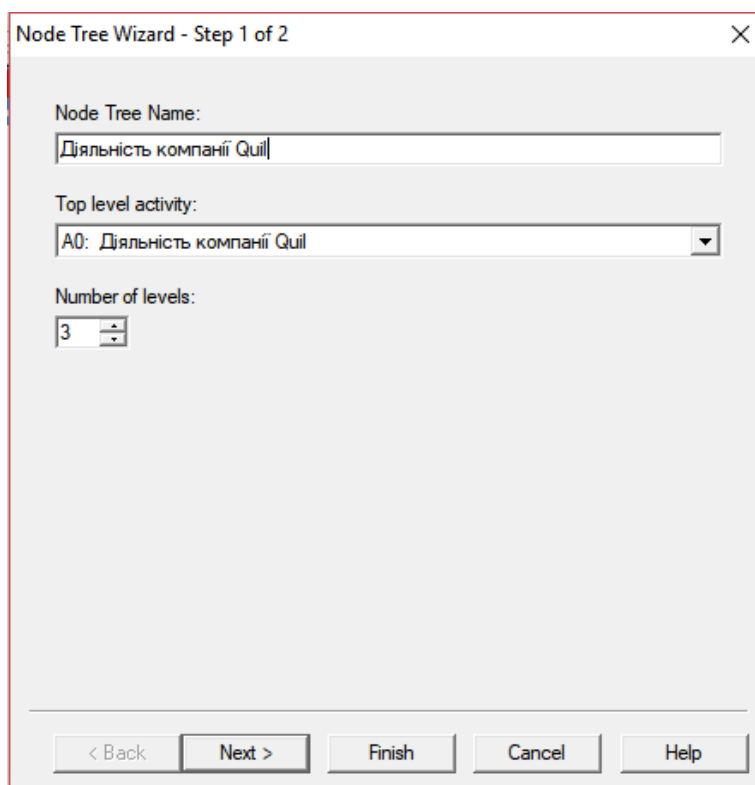 Node Tree Wizard - Step 1 of 2
Node Tree Name:
Діяльність компанії Quil
Top level activity:
A0: Діяльність компанії Quil
Number of levels:
3
< Back Next > Finish Cancel Help